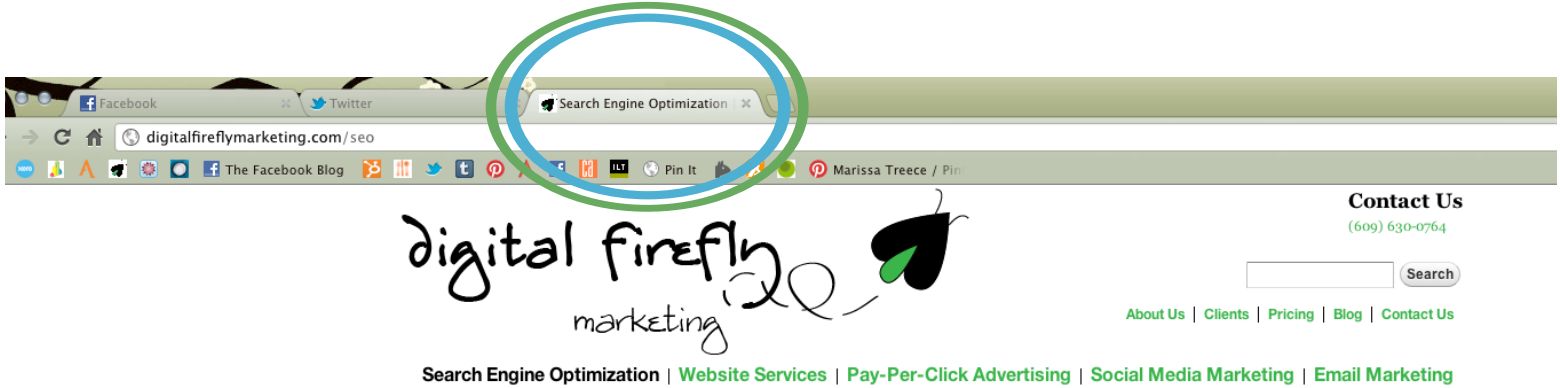 Facebook Twitter Search Engine Optimization
digitalfireflymarketing.com/seo
xero The Facebook Blog t ILT Pin It Marissa Treece / Pin
Contact Us
(609) 630-0764
digital firefly
marketing
Search
About Us | Clients | Pricing | Blog | Contact Us
Search Engine Optimization | Website Services | Pay-Per-Click Advertising | Social Media Marketing | Email Marketing